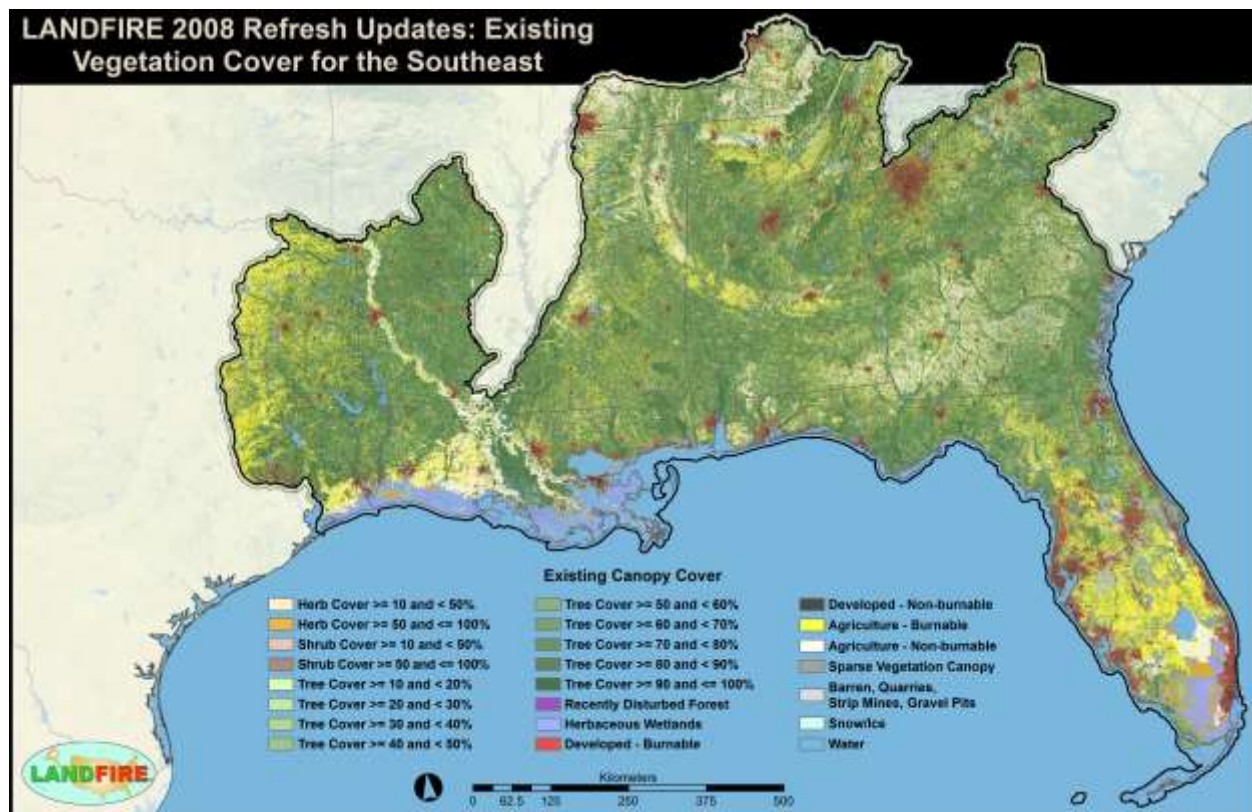 LANDFIRE 2008 Refresh Updates: Existing
Vegetation Cover for the Southeast
Existing Canopy Cover
Herb Cover >= 10 and < 50%
Herb Cover >= 50 and <= 100%
Shrub Cover >= 10 and < 50%
Shrub Cover >= 50 and <= 100%
Tree Cover >= 10 and < 20%
Tree Cover >= 20 and < 30%
Tree Cover >= 30 and < 40%
Tree Cover >= 40 and < 50%
Tree Cover >= 50 and < 60%
Tree Cover >= 60 and < 70%
Tree Cover >= 70 and < 80%
Tree Cover >= 80 and < 90%
Tree Cover >= 90 and <= 100%
Recently Disturbed Forest
Herbaceous Wetlands
Developed - Burnable
Developed - Non-burnable
Agriculture - Burnable
Agriculture - Non-burnable
Sparse Vegetation Canopy
Barren, Quarries,
Strip Mines, Gravel Pits
Snow/Ice
Water
LANDFIRE
Kilometers
0 62.5 125 250 375 500